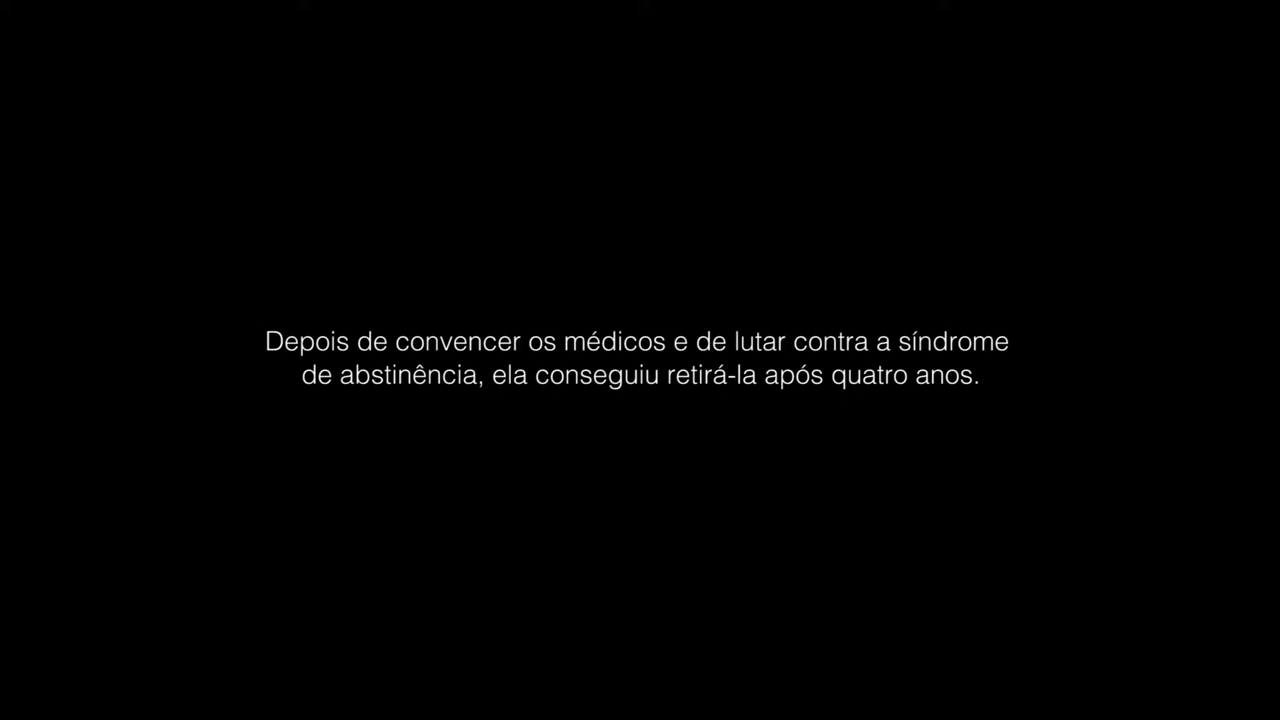 Depois de convencer os médicos e de lutar contra a síndrome
de abstinência, ela conseguiu retirá-la após quatro anos.